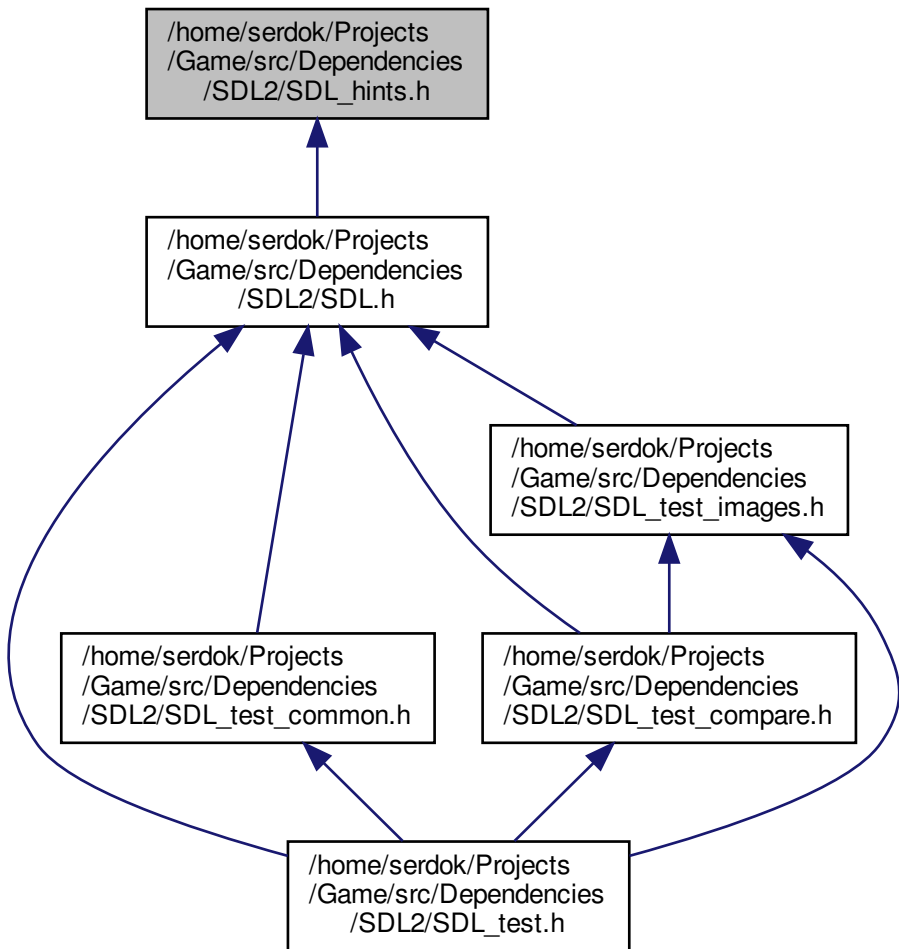 /home/serdok/Projects
/Game/src/Dependencies
/SDL2/SDL_hints.h
/home/serdok/Projects
/Game/src/Dependencies
/SDL2/SDL.h
/home/serdok/Projects
/Game/src/Dependencies
/SDL2/SDL_test_images.h
/home/serdok/Projects
/Game/src/Dependencies
/SDL2/SDL_test_common.h
/home/serdok/Projects
/Game/src/Dependencies
/SDL2/SDL_test_compare.h
/home/serdok/Projects
/Game/src/Dependencies
/SDL2/SDL_test.h